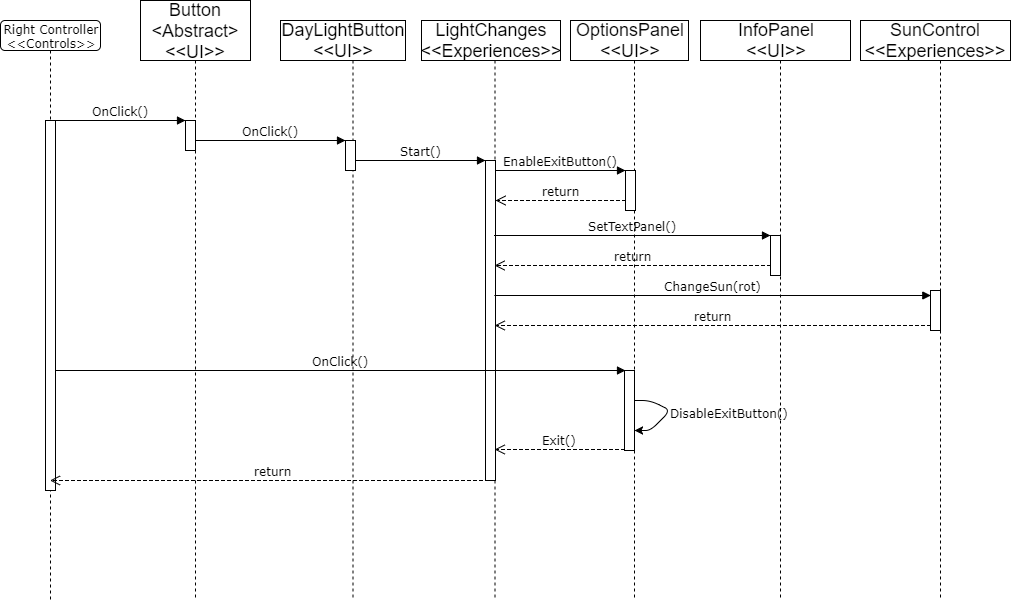 Right Controller
<<Controls>>
Button
<Abstract>
<<UI>>
DayLightButton
<<UI>>
LightChanges
<<Experiences>>
OptionsPanel
<<UI>>
InfoPanel
<<UI>>
SunControl
<<Experiences>>
OnClick()
OnClick()
Start()
EnableExitButton()
return
SetTextPanel()
return
ChangeSun(rot)
return
OnClick()
DisableExitButton()
Exit()
return